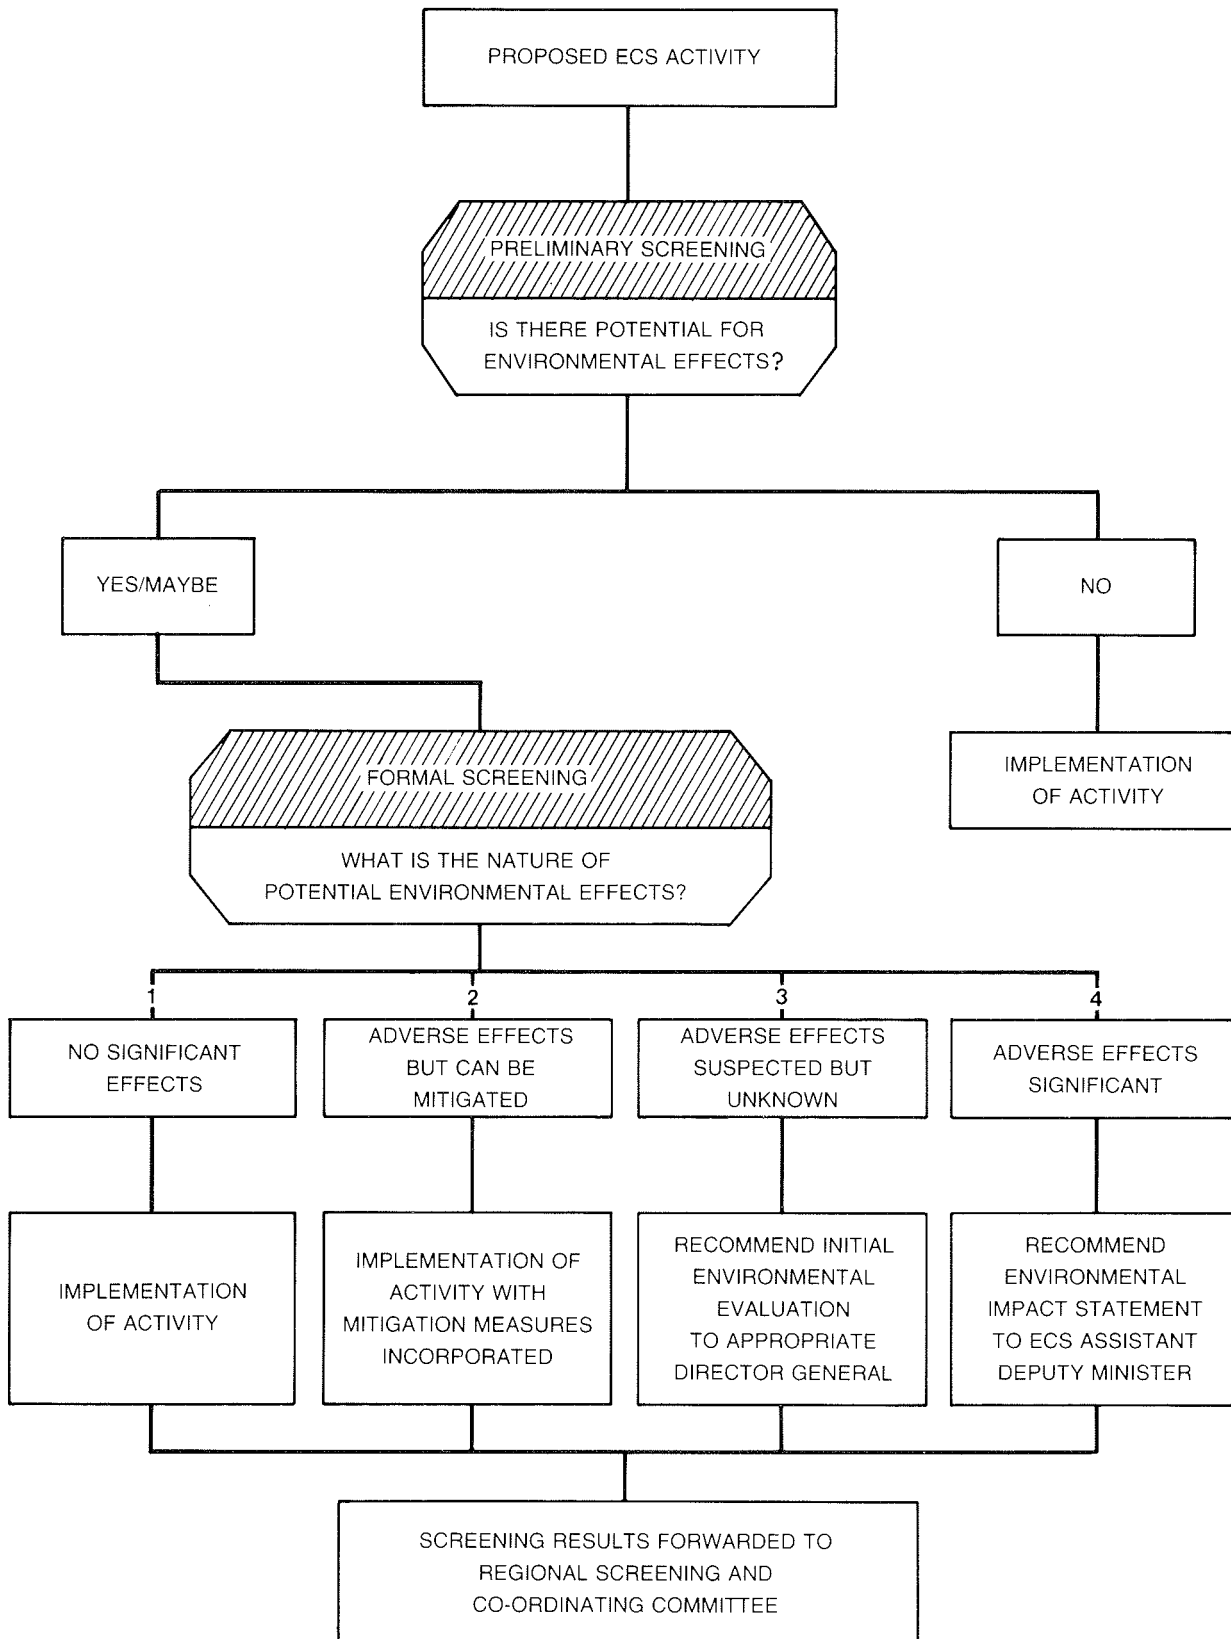 PROPOSED ECS ACTIVITY
PRELIMINARY SCREENING
IS THERE POTENTIAL FOR
ENVIRONMENTAL EFFECTS?
YES/MAYBE
NO
IMPLEMENTATION
OF ACTIVITY
FORMAL SCREENING
WHAT IS THE NATURE OF
POTENTIAL ENVIRONMENTAL EFFECTS?
1
NO SIGNIFICANT
EFFECTS
2
ADVERSE EFFECTS
BUT CAN BE
MITIGATED
3
ADVERSE EFFECTS
SUSPECTED BUT
UNKNOWN
4
ADVERSE EFFECTS
SIGNIFICANT
IMPLEMENTATION
OF ACTIVITY
IMPLEMENTATION OF
ACTIVITY WITH
MITIGATION MEASURES
INCORPORATED
RECOMMEND INITIAL
ENVIRONMENTAL
EVALUATION
TO APPROPRIATE
DIRECTOR GENERAL
RECOMMEND
ENVIRONMENTAL
IMPACT STATEMENT
TO ECS ASSISTANT
DEPUTY MINISTER
SCREENING RESULTS FORWARDED TO
REGIONAL SCREENING AND
CO-ORDINATING COMMITTEE